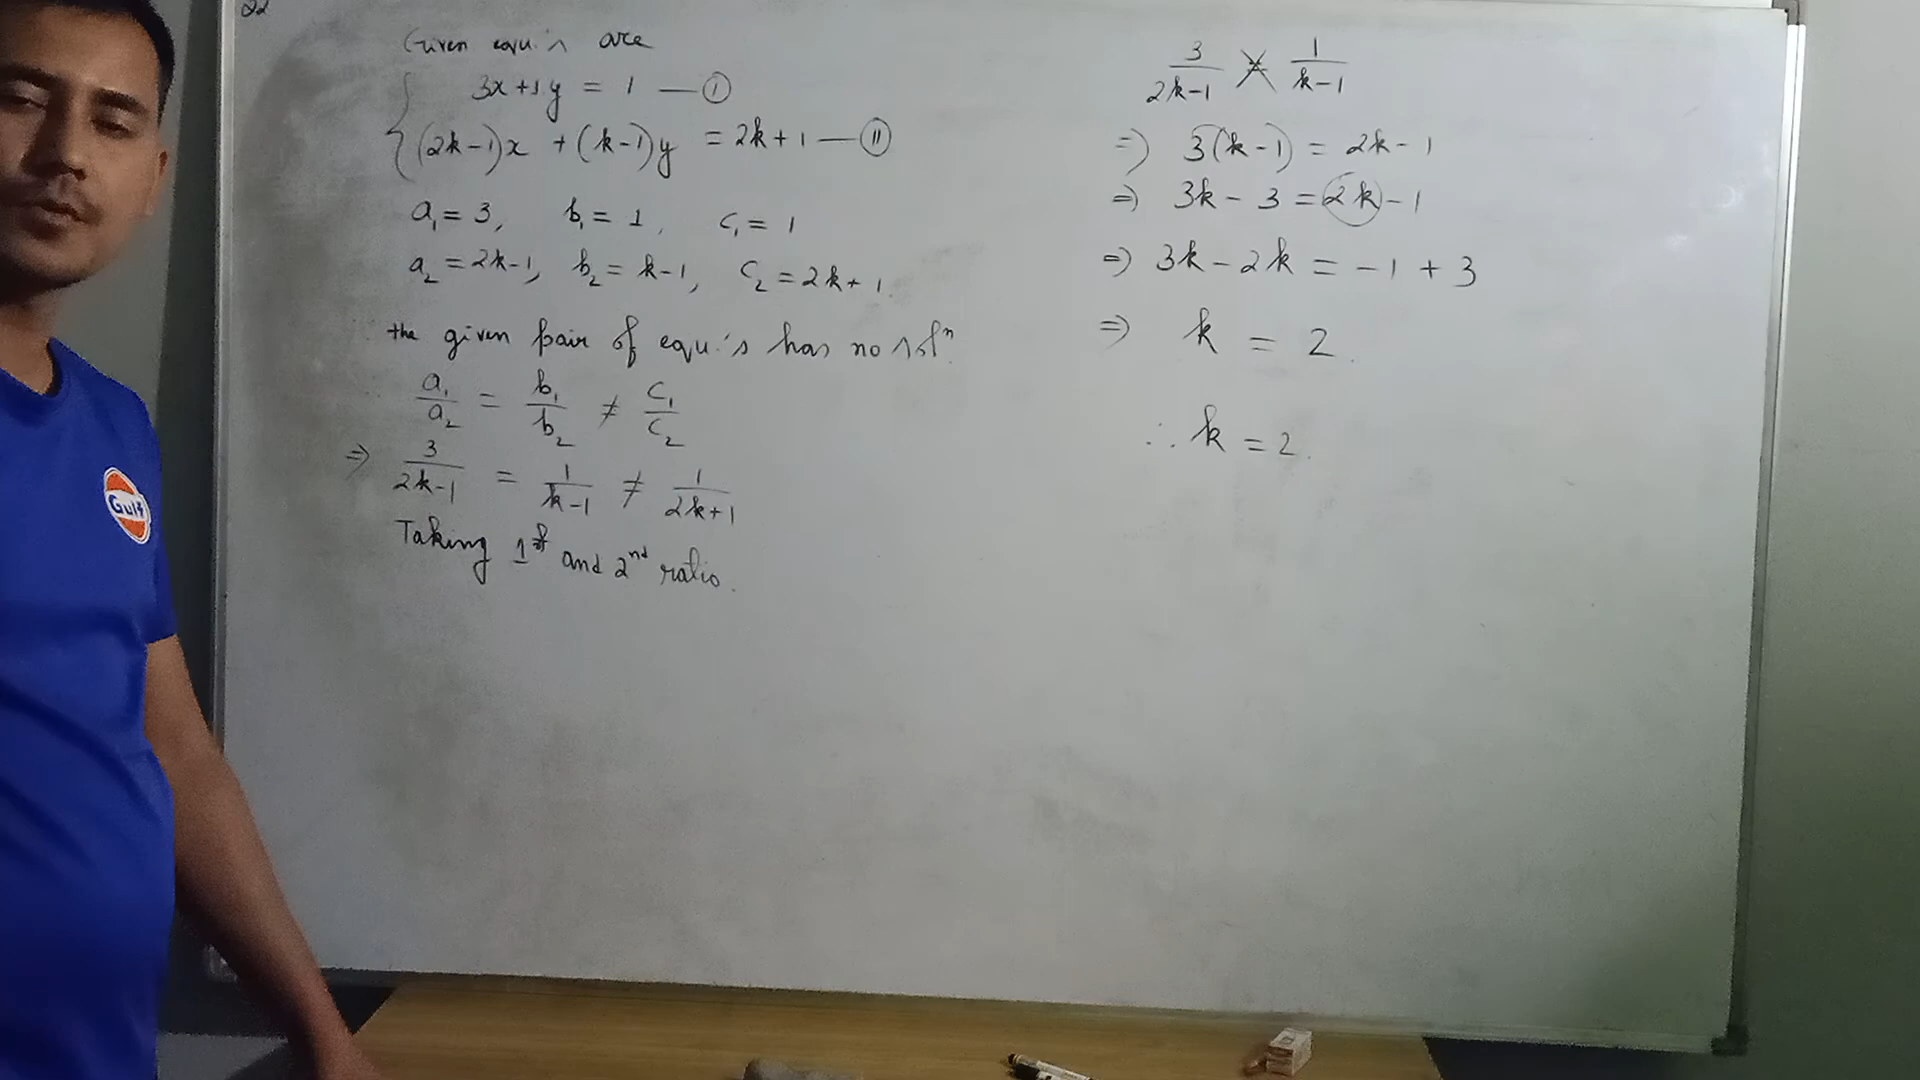 Given equ.'n are
3x+1y = 1 — (I)
(2k-1)x + (k-1)y = 2k+1 — (II)
a₁ = 3, b₁ = 1, c₁ = 1
a₂ = 2k-1, b₂ = k-1, c₂ = 2k+1
the given pair of equ.'s has no solⁿ.
a₁/a₂ = b₁/b₂ ≠ c₁/c₂
⇒ 3/(2k-1) = 1/(k-1) ≠ 1/(2k+1)
Taking 1st and 2nd ratio.
3/(2k-1) = 1/(k-1)
⇒ 3(k-1) = 2k-1
⇒ 3k - 3 = 2k - 1
⇒ 3k - 2k = -1 + 3
⇒ k = 2.
∴ k = 2.
Gulf